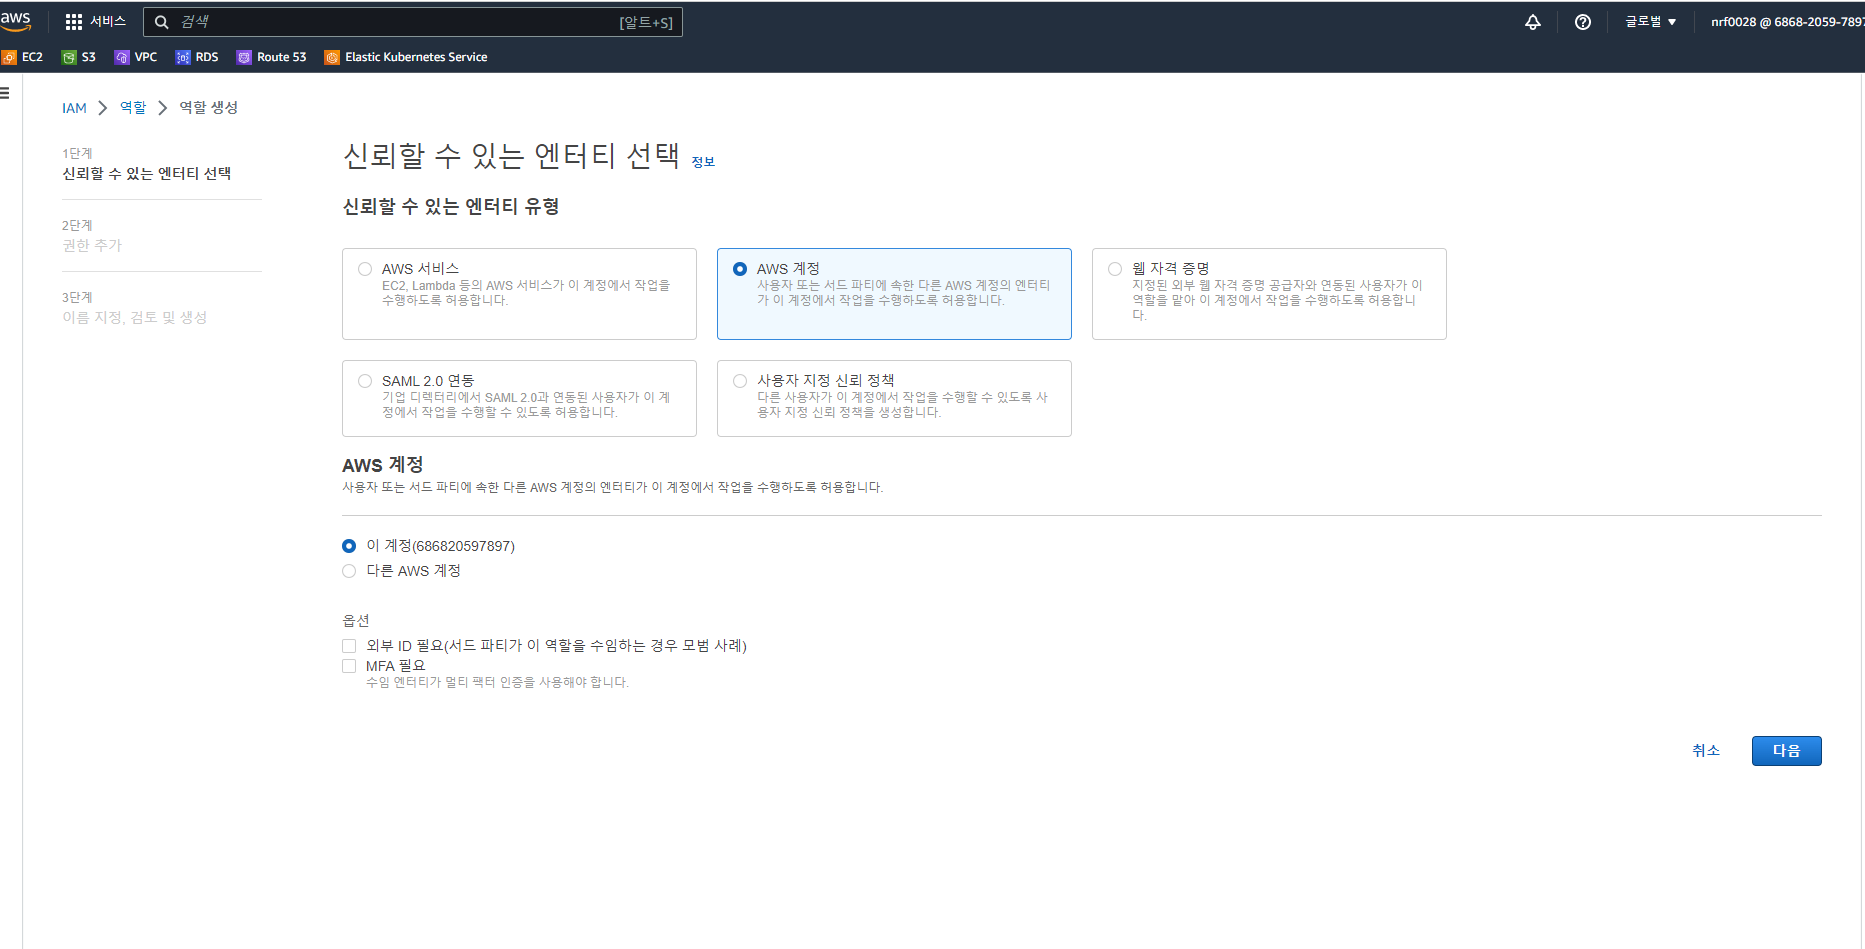 aws
서비스
검색
[알트+S]
글로벌
nrf0028 @ 6868-2059-7897
EC2
S3
VPC
RDS
Route 53
Elastic Kubernetes Service
IAM
역할
역할 생성
1단계
신뢰할 수 있는 엔터티 선택
2단계
권한 추가
3단계
이름 지정, 검토 및 생성
신뢰할 수 있는 엔터티 선택 정보
신뢰할 수 있는 엔터티 유형
AWS 서비스
EC2, Lambda 등의 AWS 서비스가 이 계정에서 작업을
수행하도록 허용합니다.
AWS 계정
사용자 또는 서드 파티에 속한 다른 AWS 계정의 엔터티
가 이 계정에서 작업을 수행하도록 허용합니다.
웹 자격 증명
지정된 외부 웹 자격 증명 공급자와 연동된 사용자가 이
역할을 맡아 이 계정에서 작업을 수행하도록 허용합니
다.
SAML 2.0 연동
기업 디렉터리에서 SAML 2.0과 연동된 사용자가 이 계
정에서 작업을 수행할 수 있도록 허용합니다.
사용자 지정 신뢰 정책
다른 사용자가 이 계정에서 작업을 수행할 수 있도록 사
용자 지정 신뢰 정책을 생성합니다.
AWS 계정
사용자 또는 서드 파티에 속한 다른 AWS 계정의 엔터티가 이 계정에서 작업을 수행하도록 허용합니다.
이 계정(686820597897)
다른 AWS 계정
옵션
외부 ID 필요(서드 파티가 이 역할을 수임하는 경우 모범 사례)
MFA 필요
수임 엔터티가 멀티 팩터 인증을 사용해야 합니다.
취소
다음